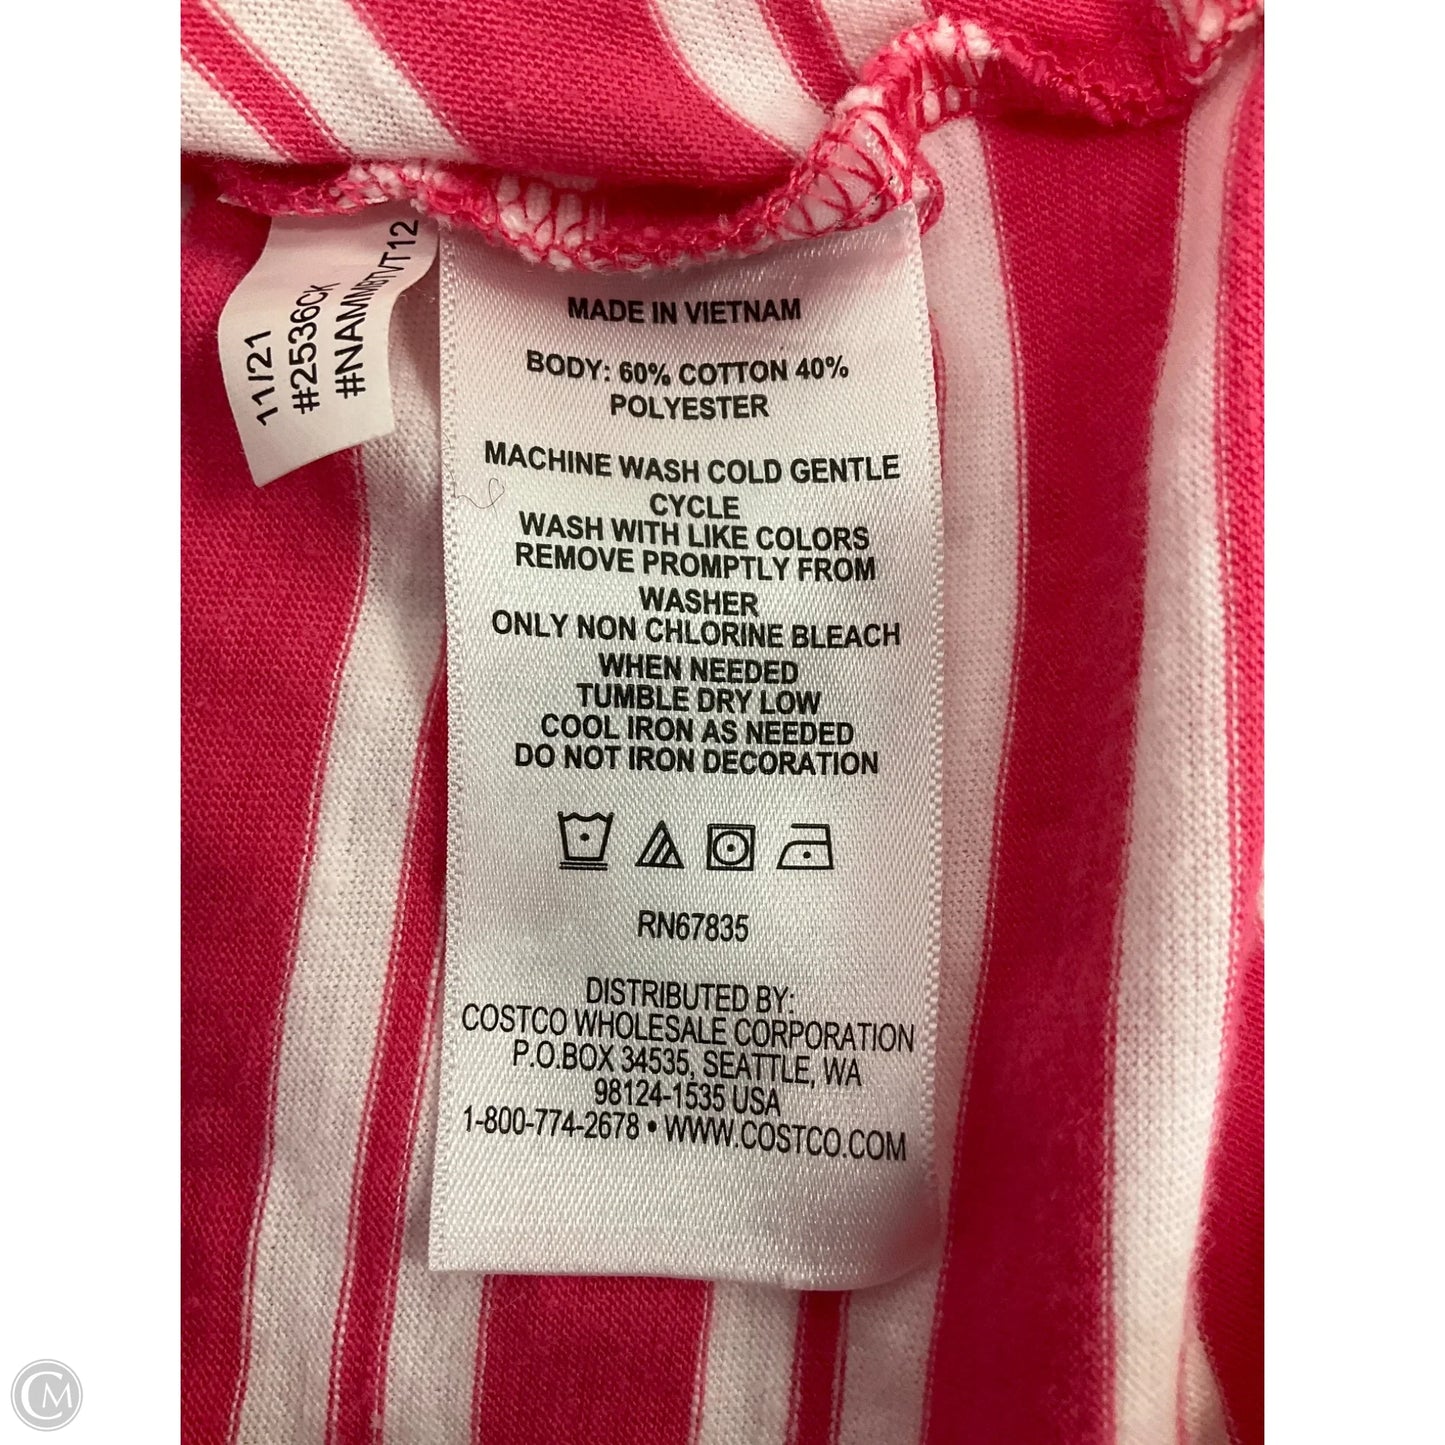 11/21
#2536CK
#NAMMBTVT12
MADE IN VIETNAM
BODY: 60% COTTON 40%
POLYESTER
MACHINE WASH COLD GENTLE
CYCLE
WASH WITH LIKE COLORS
REMOVE PROMPTLY FROM
WASHER
ONLY NON CHLORINE BLEACH
WHEN NEEDED
TUMBLE DRY LOW
COOL IRON AS NEEDED
DO NOT IRON DECORATION
RN67835
DISTRIBUTED BY:
COSTCO WHOLESALE CORPORATION
P.O.BOX 34535, SEATTLE, WA
98124-1535 USA
1-800-774-2678 • WWW.COSTCO.COM
CM